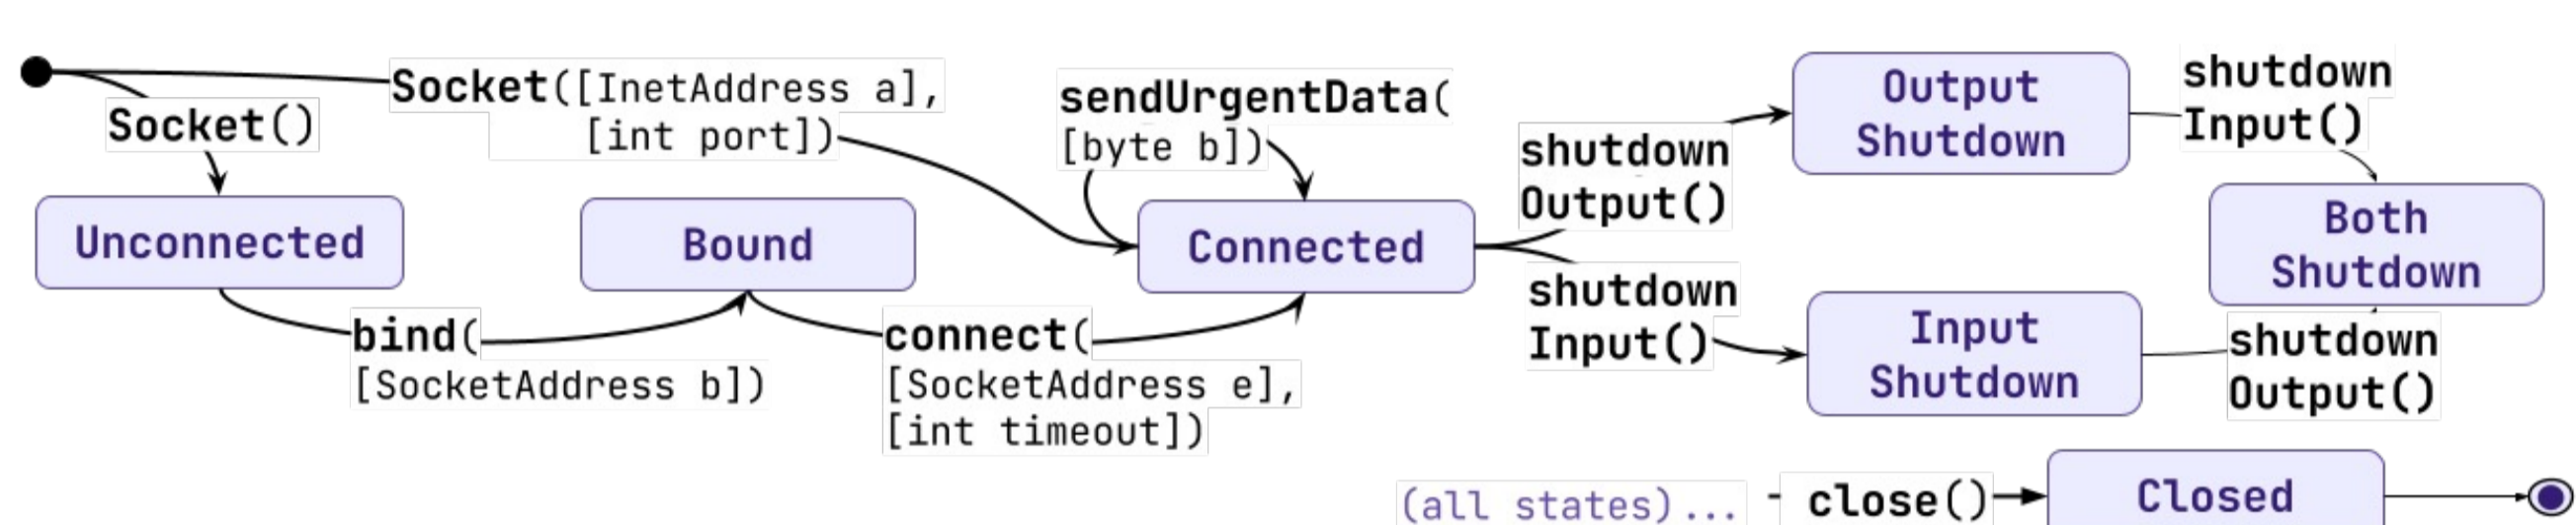 Socket([InetAddress a],
[int port])
Socket()
Unconnected
bind(
[SocketAddress b])
Bound
connect(
[SocketAddress e],
[int timeout])
sendUrgentData(
[byte b])
Connected
shutdown
Output()
Output
Shutdown
shutdown
Input()
shutdown
Input()
Input
Shutdown
shutdown
Output()
Both
Shutdown
(all states)... - close()
Closed